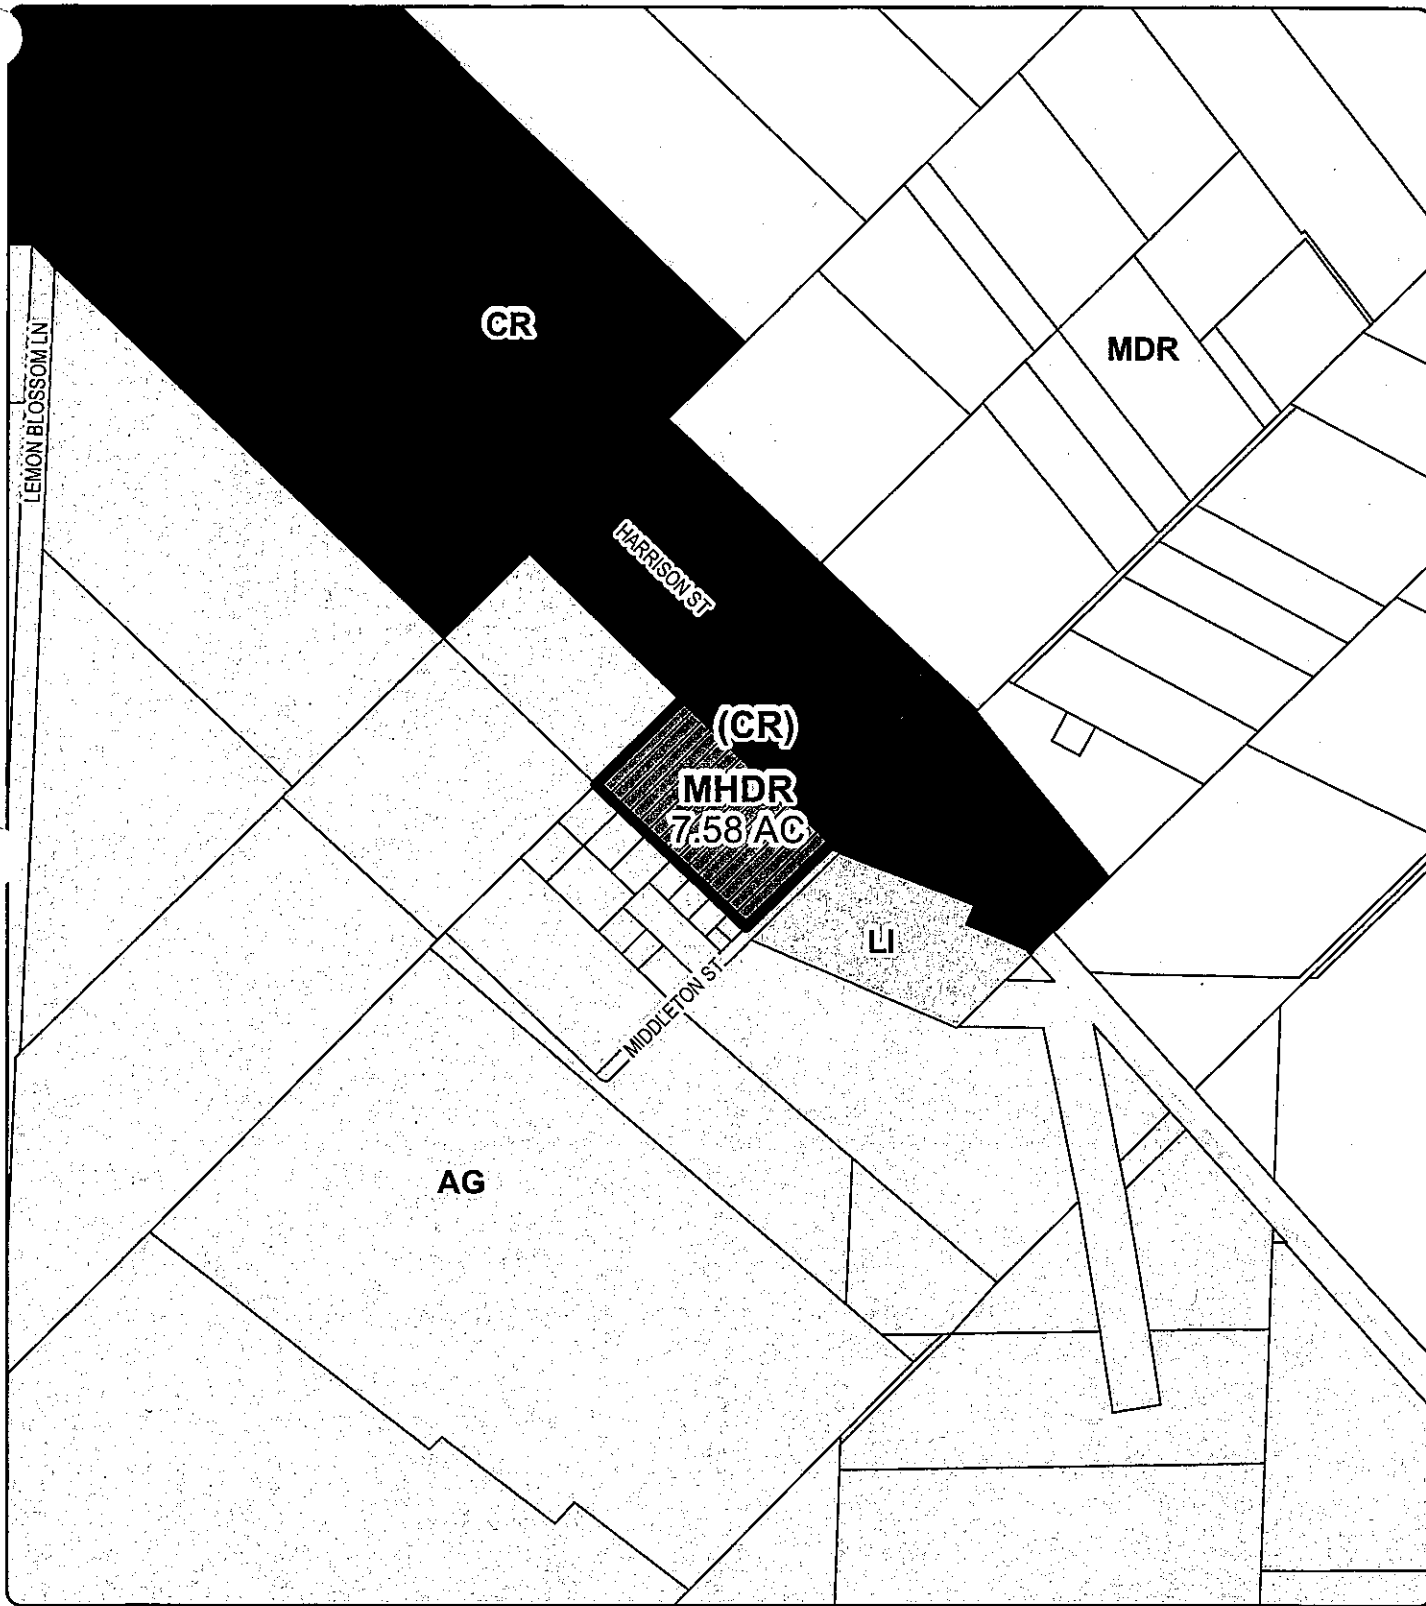 CR
LEMON BLOSSOM LN
MDR
HARRISON ST
(CR)
MHDR
7.58 AC
LI
MIDDLETON ST
AG